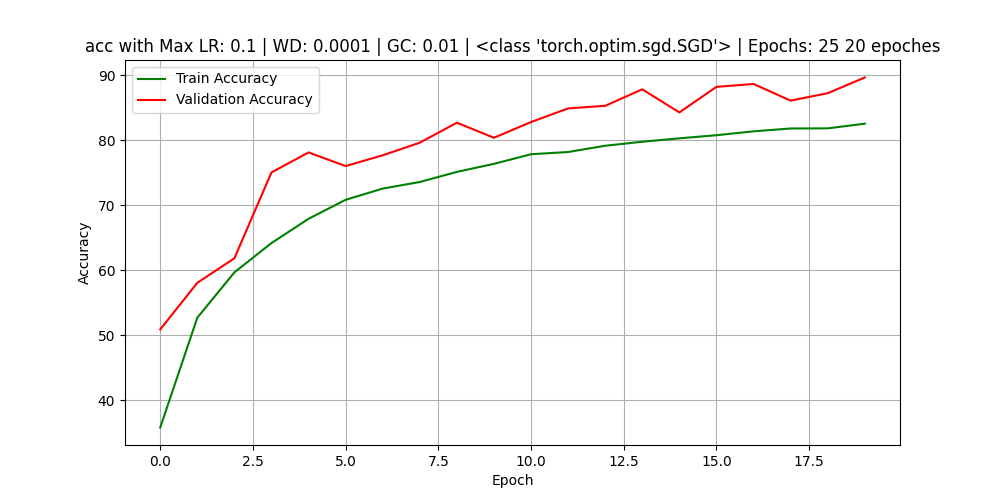 acc with Max LR: 0.1 | WD: 0.0001 | GC: 0.01 | <class 'torch.optim.sgd.SGD'> | Epochs: 25 20 epoches
Train Accuracy
Validation Accuracy
90
80
70
60
50
40
Accuracy
0.0 2.5 5.0 7.5 10.0 12.5 15.0 17.5
Epoch